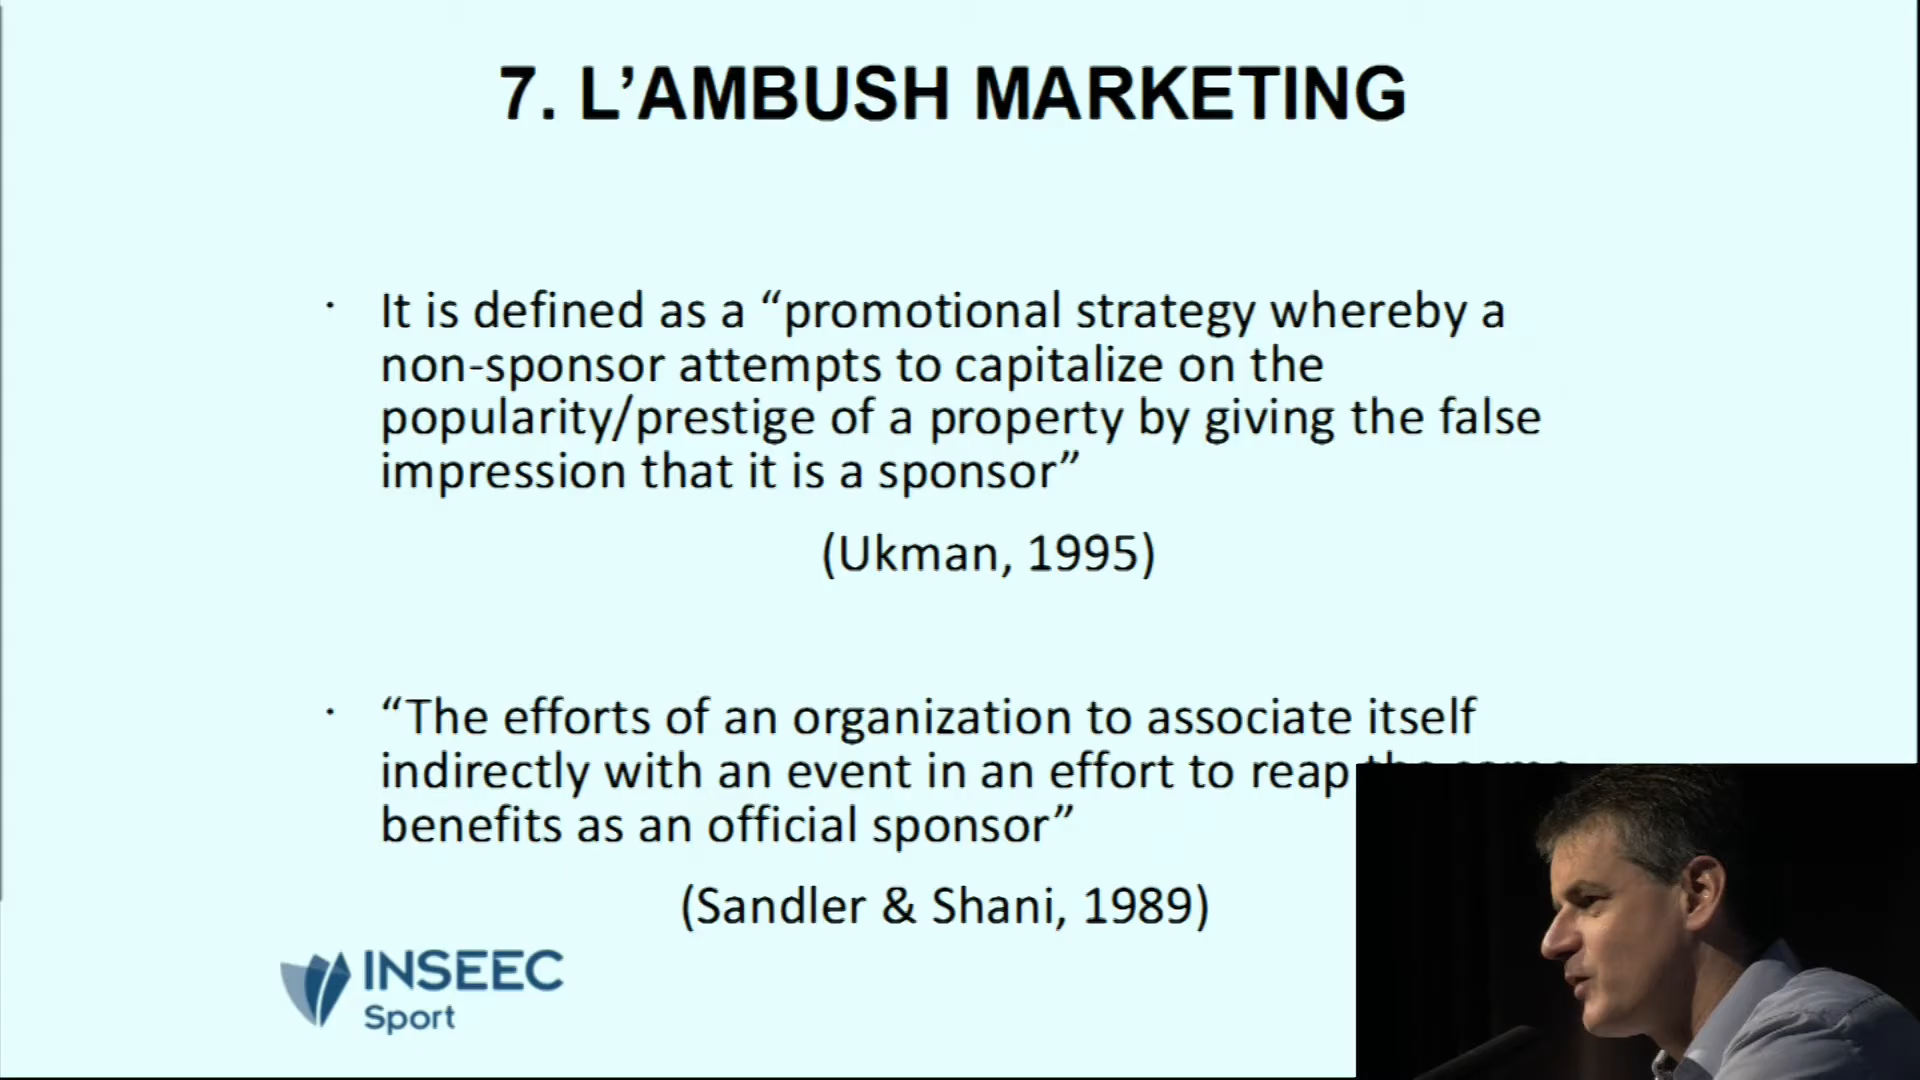 7. L’AMBUSH MARKETING
· It is defined as a “promotional strategy whereby a
non-sponsor attempts to capitalize on the
popularity/prestige of a property by giving the false
impression that it is a sponsor”
(Ukman, 1995)
· “The efforts of an organization to associate itself
indirectly with an event in an effort to reap
benefits as an official sponsor”
(Sandler & Shani, 1989)
INSEEC
Sport